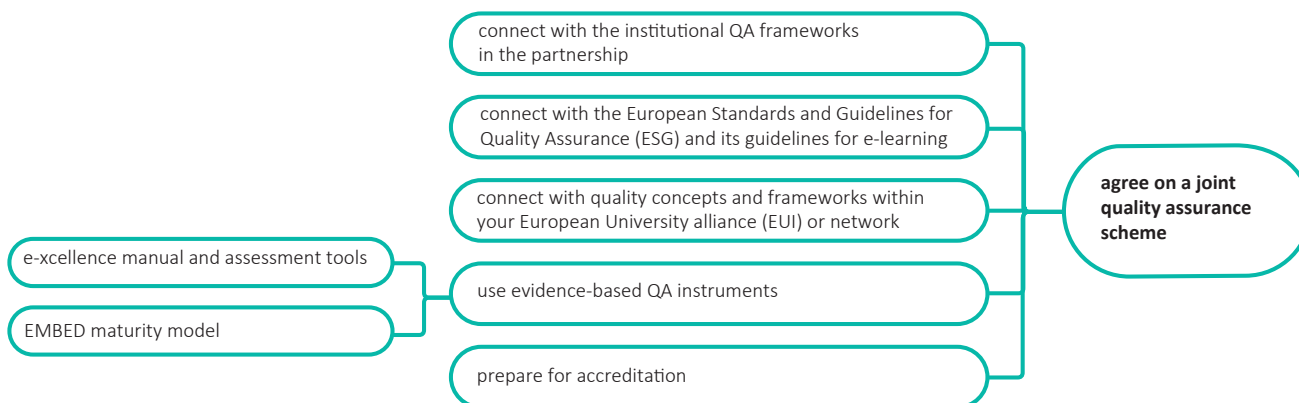 connect with the institutional QA frameworks
in the partnership
connect with the European Standards and Guidelines for
Quality Assurance (ESG) and its guidelines for e-learning
connect with quality concepts and frameworks within
your European University alliance (EUI) or network
agree on a joint
quality assurance
scheme
e-xcellence manual and assessment tools
EMBED maturity model
use evidence-based QA instruments
prepare for accreditation